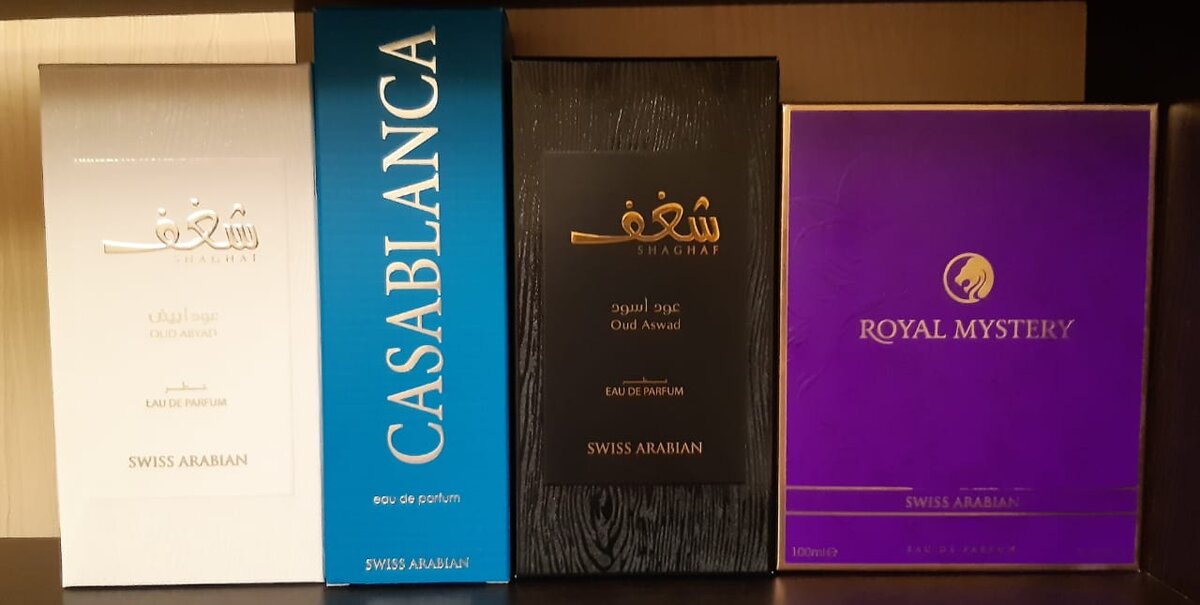 شغف
SHAGHAF
عود أبيض
OUD ABYAD
عطر
EAU DE PARFUM
SWISS ARABIAN
CASABLANCA
eau de parfum
SWISS ARABIAN
شغف
SHAGHAF
عود أسود
Oud Aswad
عطر
EAU DE PARFUM
SWISS ARABIAN
ROYAL MYSTERY
SWISS ARABIAN
100ml℮
EAU DE PARFUM